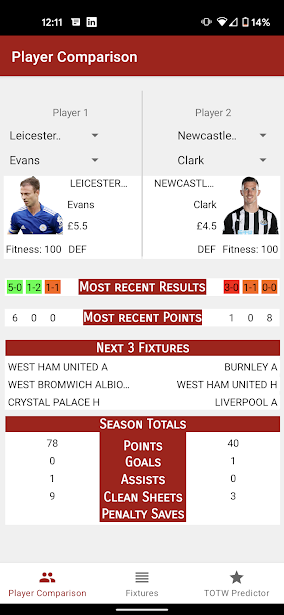 12:11 14%
Player Comparison
Player 1 Player 2
Leicester.. Newcastle..
Evans Clark
LEICESTER... NEWCASTL...
Evans Clark
£5.5 £4.5
Fitness: 100 DEF DEF Fitness: 100
5-0 1-2 1-1 Most recent Results 3-0 1-1 0-0
6 0 0 Most recent Points 1 0 8
Next 3 Fixtures
WEST HAM UNITED A BURNLEY A
WEST BROMWICH ALBIO... WEST HAM UNITED H
CRYSTAL PALACE H LIVERPOOL A
Season Totals
78 Points 40
0 Goals 1
1 Assists 0
9 Clean Sheets 3
Penalty Saves
Player Comparison Fixtures TOTW Predictor